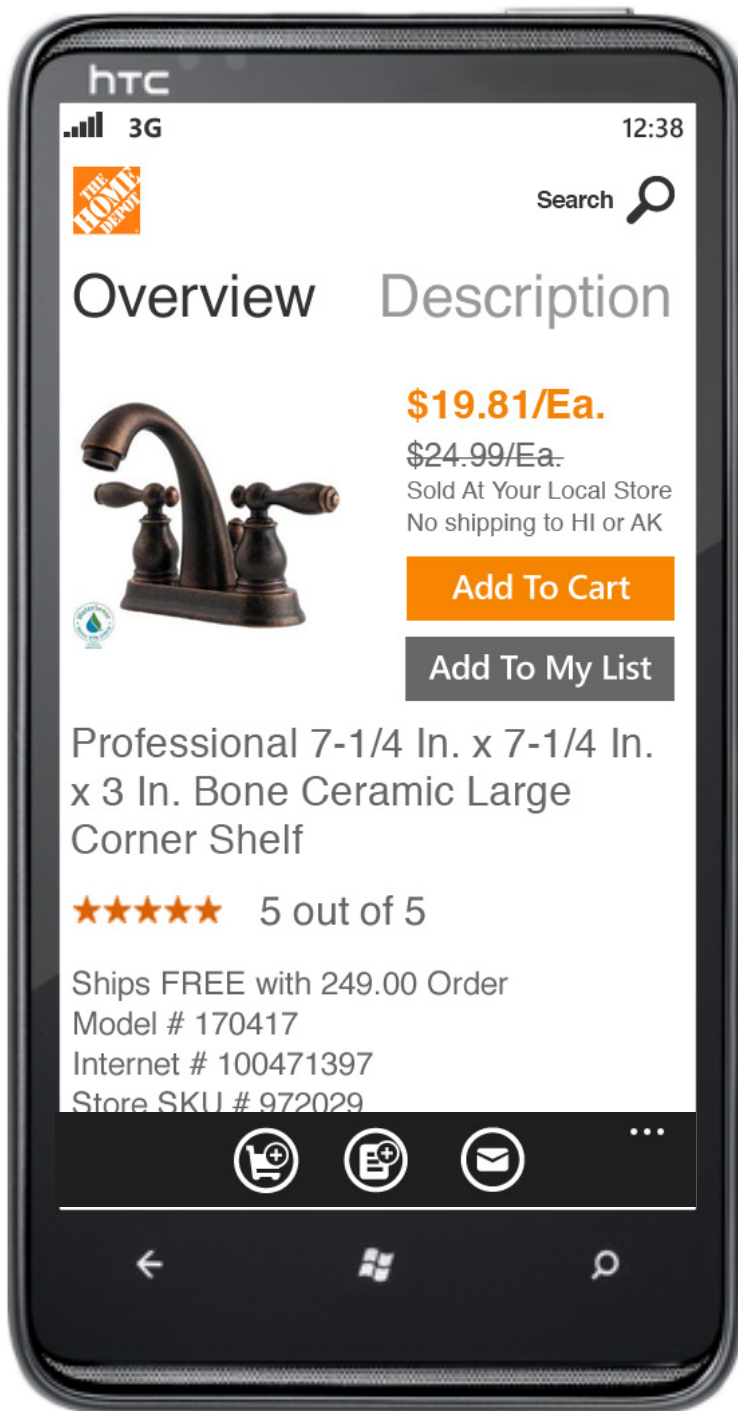 hTC
3G
12:38
THE
HOME
DEPOT
Search
Overview
Description
$19.81/Ea.
$24.99/Ea.
Sold At Your Local Store
No shipping to HI or AK
Add To Cart
WaterSense
Add To My List
Professional 7-1/4 In. x 7-1/4 In.
x 3 In. Bone Ceramic Large
Corner Shelf
5 out of 5
Ships FREE with 249.00 Order
Model # 170417
Internet # 100471397
Store SKU # 972029